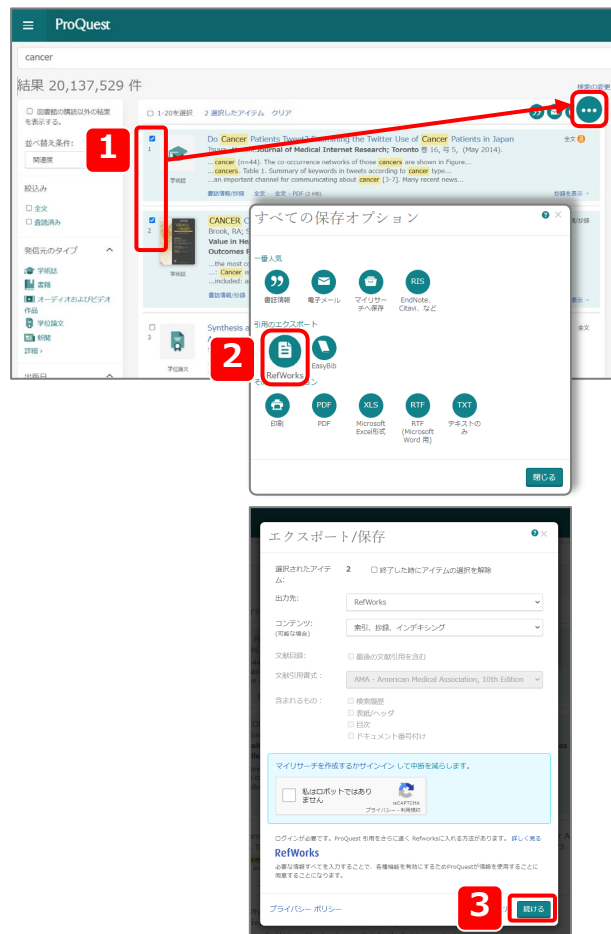 ≡ ProQuest
cancer
結果 20,137,529 件
検索の変更
図書館の購読以外の結果
を表示する。
並べ替え条件:
関連度
絞込み
全文
査読済み
発信元のタイプ
学術誌
書籍
オーディオおよびビデオ
作品
学位論文
新聞
詳細 ›
1-20を選択 2 選択したアイテム クリア
1
1
学術誌
Do Cancer Patients Tweet? Examining the Twitter Use of Cancer Patients in Japan
全文
Journal of Medical Internet Research; Toronto 巻 16, 号 5, (May 2014).
...cancer (n=44). The co-occurrence networks of those cancers are shown in Figure...
...cancers. Table 1. Summary of keywords in tweets according to cancer type...
...an important channel for communicating about cancer [3-7]. Many recent news...
書誌情報/抄録 全文 全文 - PDF (2 MB)
抄録を表示
2
学術誌
CANCER
Brook, RA;
Value in
Outcomes
...the most
...: Cancer
...included:
書誌情報/抄録
3
学位論文
Synthesis
全文
すべての保存オプション
一番人気
書誌情報
電子メール
マイリサー
チへ保存
RIS
EndNote、
Citavi、など
引用のエクスポート
2
RefWorks
EasyBib
印刷
PDF
PDF
XLS
Microsoft
Excel形式
RTF
RTF
(Microsoft
Word 用)
TXT
テキストの
み
閉じる
エクスポート/保存
選択されたアイテ
ム:
2 終了した時にアイテムの選択を解除
出力先:
RefWorks
コンテンツ:
(可能な場合)
索引、抄録、インデキシング
文献目録:
最後の文献引用を含む
文献引用書式:
AMA - American Medical Association, 10th Edition
含まれるもの:
検索履歴
表紙/ヘッダ
目次
ドキュメント番号付け
マイリサーチを作成するかサインイン して中断を減らします。
私はロボットではあり
ません
reCAPTCHA
プライバシー - 利用規約
ログインが必要です。ProQuest 引用をさらに速く Refworksに入れる方法があります。 詳しく見る
RefWorks
必要な情報すべてを入力することで、各種機能を有効にするためProQuestが情報を使用することに
同意することになります。
プライバシー ポリシー
3
続ける